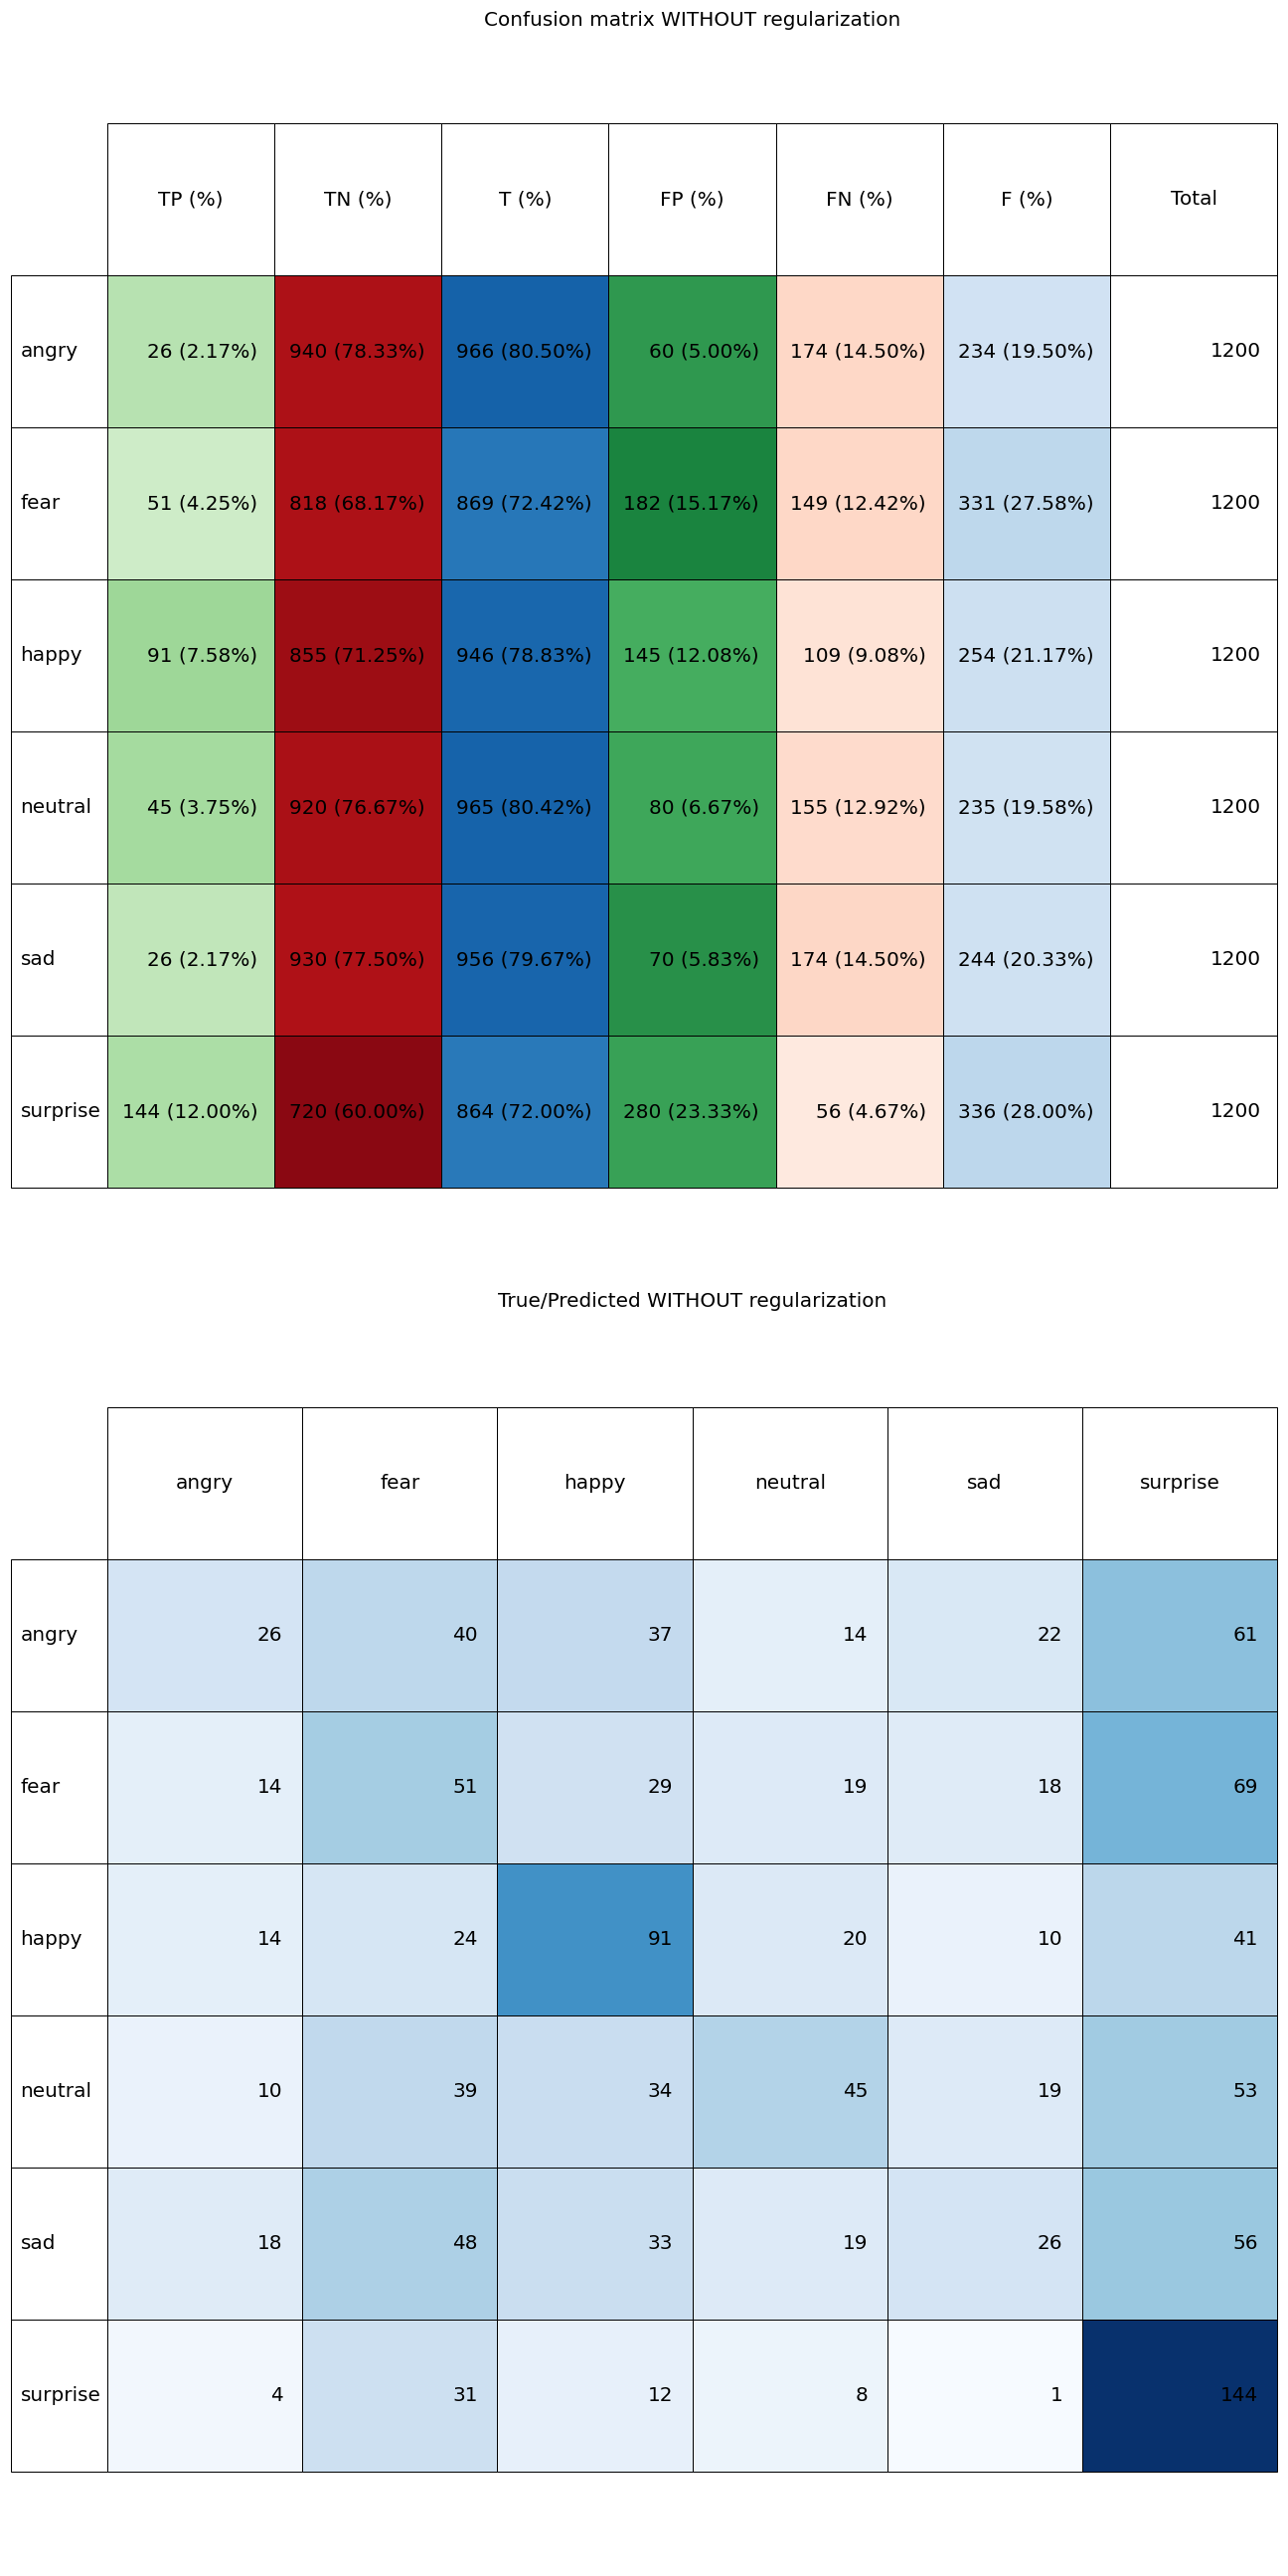 Confusion matrix WITHOUT regularization
TP (%) TN (%) T (%) FP (%) FN (%) F (%) Total
angry 26 (2.17%) 940 (78.33%) 966 (80.50%) 60 (5.00%) 174 (14.50%) 234 (19.50%) 1200
fear 51 (4.25%) 818 (68.17%) 869 (72.42%) 182 (15.17%) 149 (12.42%) 331 (27.58%) 1200
happy 91 (7.58%) 855 (71.25%) 946 (78.83%) 145 (12.08%) 109 (9.08%) 254 (21.17%) 1200
neutral 45 (3.75%) 920 (76.67%) 965 (80.42%) 80 (6.67%) 155 (12.92%) 235 (19.58%) 1200
sad 26 (2.17%) 930 (77.50%) 956 (79.67%) 70 (5.83%) 174 (14.50%) 244 (20.33%) 1200
surprise 144 (12.00%) 720 (60.00%) 864 (72.00%) 280 (23.33%) 56 (4.67%) 336 (28.00%) 1200
True/Predicted WITHOUT regularization
angry fear happy neutral sad surprise
angry 26 40 37 14 22 61
fear 14 51 29 19 18 69
happy 14 24 91 20 10 41
neutral 10 39 34 45 19 53
sad 18 48 33 19 26 56
surprise 4 31 12 8 1 144